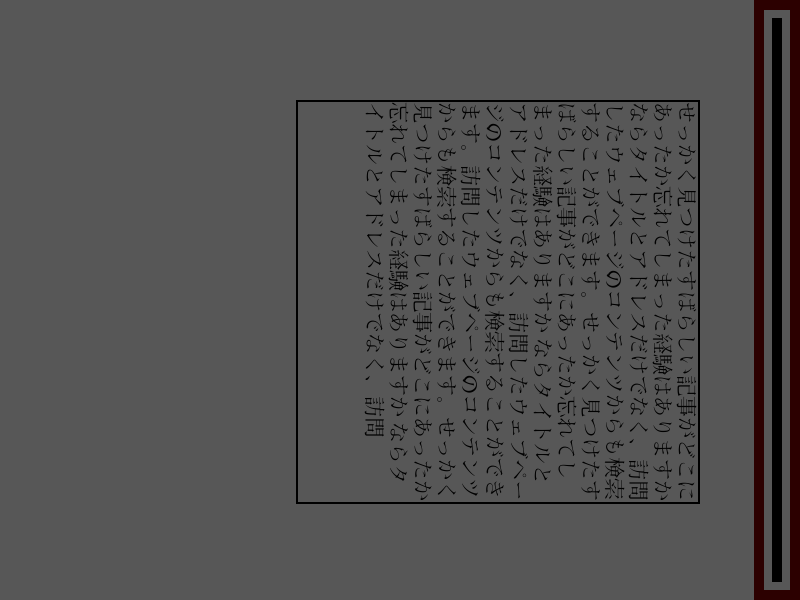 せっかく見つけたすばらしい記事がどこに
あったか忘れてしまった経験はありますか
ならタイトルとアドレスだけでなく、訪問
したウェブページのコンテンツからも検索
することができます。せっかく見つけたす
ばらしい記事がどこにあったか忘れてし
まった経験はありますかならタイトルと
アドレスだけでなく、訪問したウェブペー
ジのコンテンツからも検索することができ
ます。訪問したウェブページのコンテンツ
からも検索することができます。せっかく
見つけたすばらしい記事がどこにあったか
忘れてしまった経験はありますかならタ
イトルとアドレスだけでなく、訪問